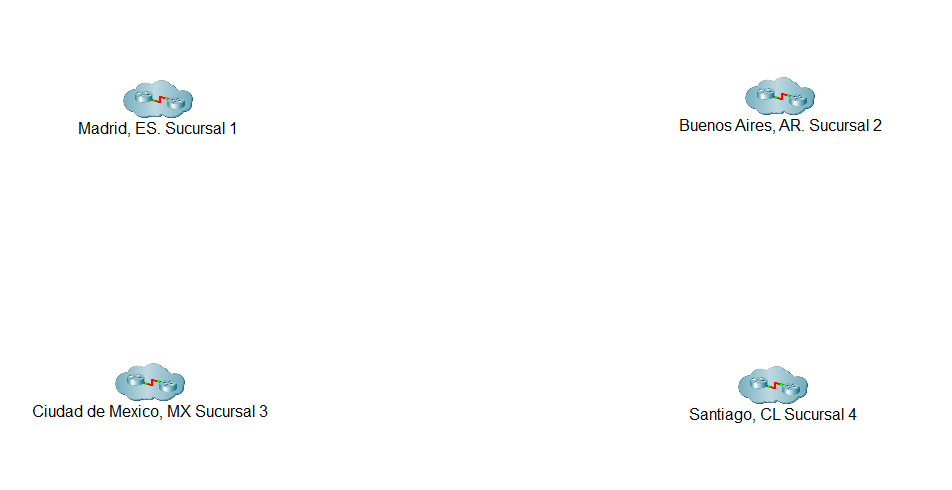 Madrid, ES. Sucursal 1
Buenos Aires, AR. Sucursal 2
Ciudad de Mexico, MX Sucursal 3
Santiago, CL Sucursal 4